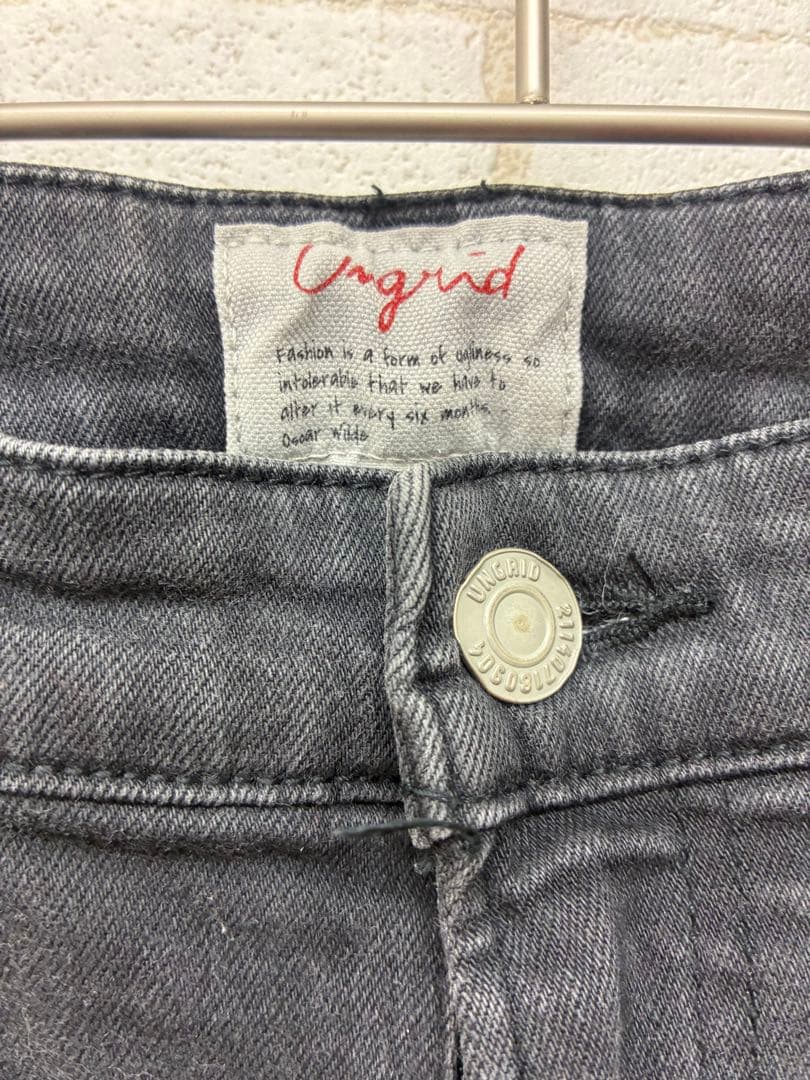 Ungrid
Fashion is a form of ugliness so
intolerable that we have to
alter it every six months.
Oscar Wilde
UNGRID